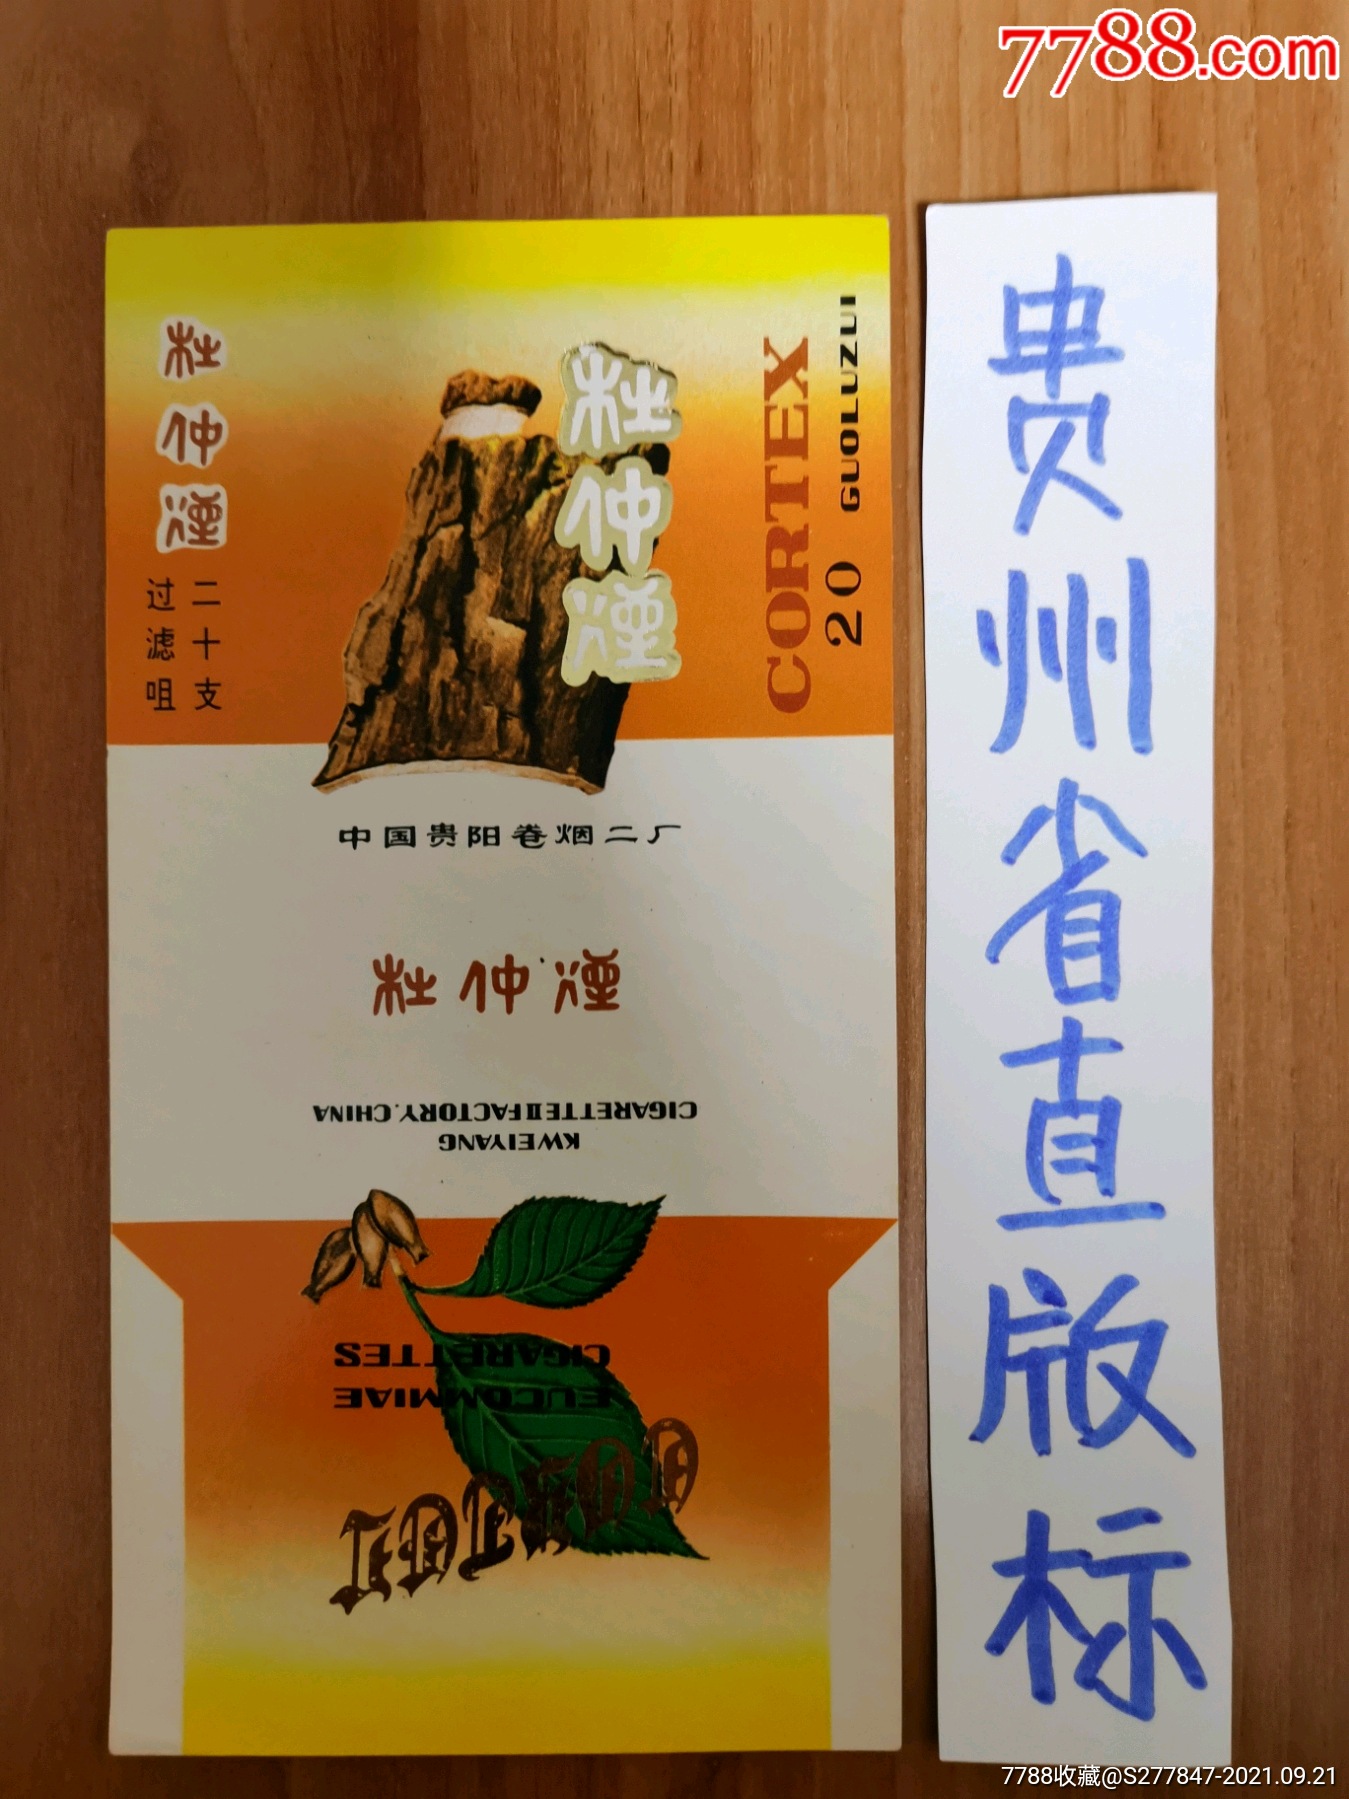 7788.com
杜仲煙
二十支
过滤咀
杜仲煙
CORTEX
20 GUOLUZUI
中国贵阳卷烟二厂
杜仲煙
KWEIYANG
CIGARETTE II FACTORY.CHINA
EUCOMMIAE
CIGARETTES
CORTEX
贵州省直版标
7788收藏@S277847-2021.09.21